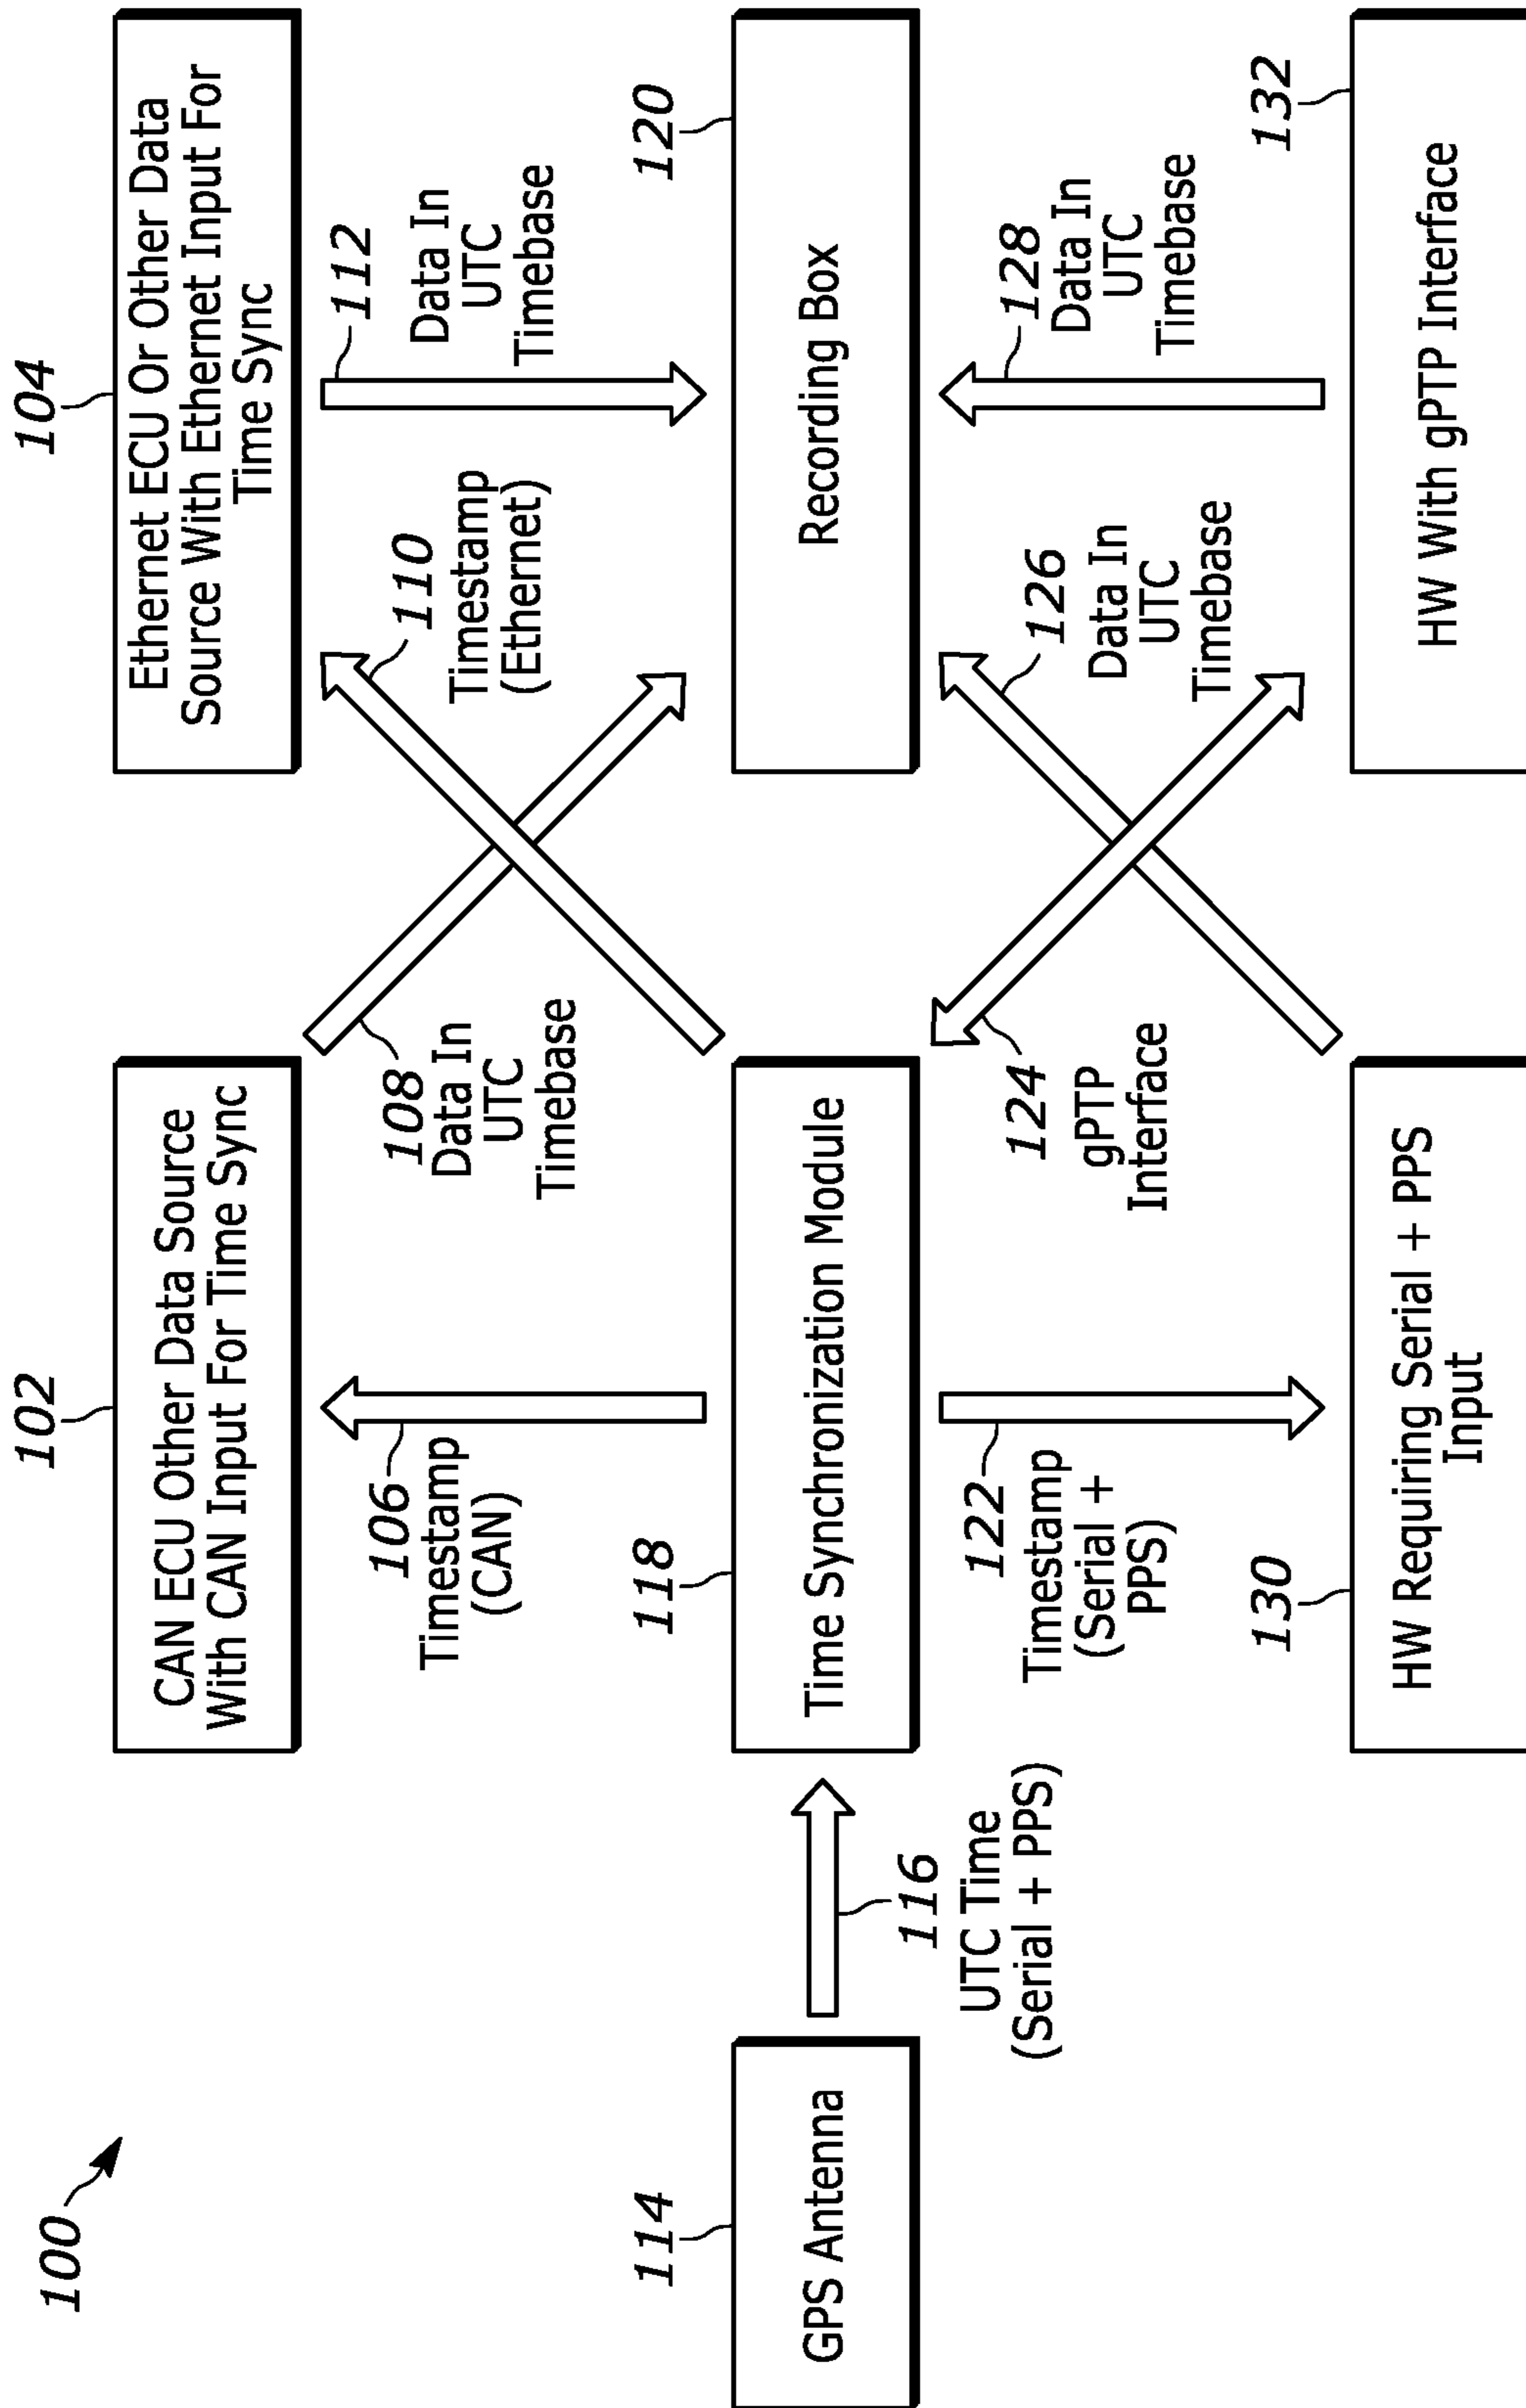 100
102
CAN ECU Other Data Source
With CAN Input For Time Sync
104
Ethernet ECU Or Other Data
Source With Ethernet Input For
Time Sync
106
Timestamp
(CAN)
108
Data In
UTC
Timebase
110
Timestamp
(Ethernet)
112
Data In
UTC
Timebase
114
GPS Antenna
116
UTC Time
(Serial + PPS)
118
Time Synchronization Module
120
Recording Box
122
Timestamp
(Serial +
PPS)
124
gPTP
Interface
126
Data In
UTC
Timebase
128
Data In
UTC
Timebase
130
HW Requiring Serial + PPS
Input
132
HW With gPTP Interface